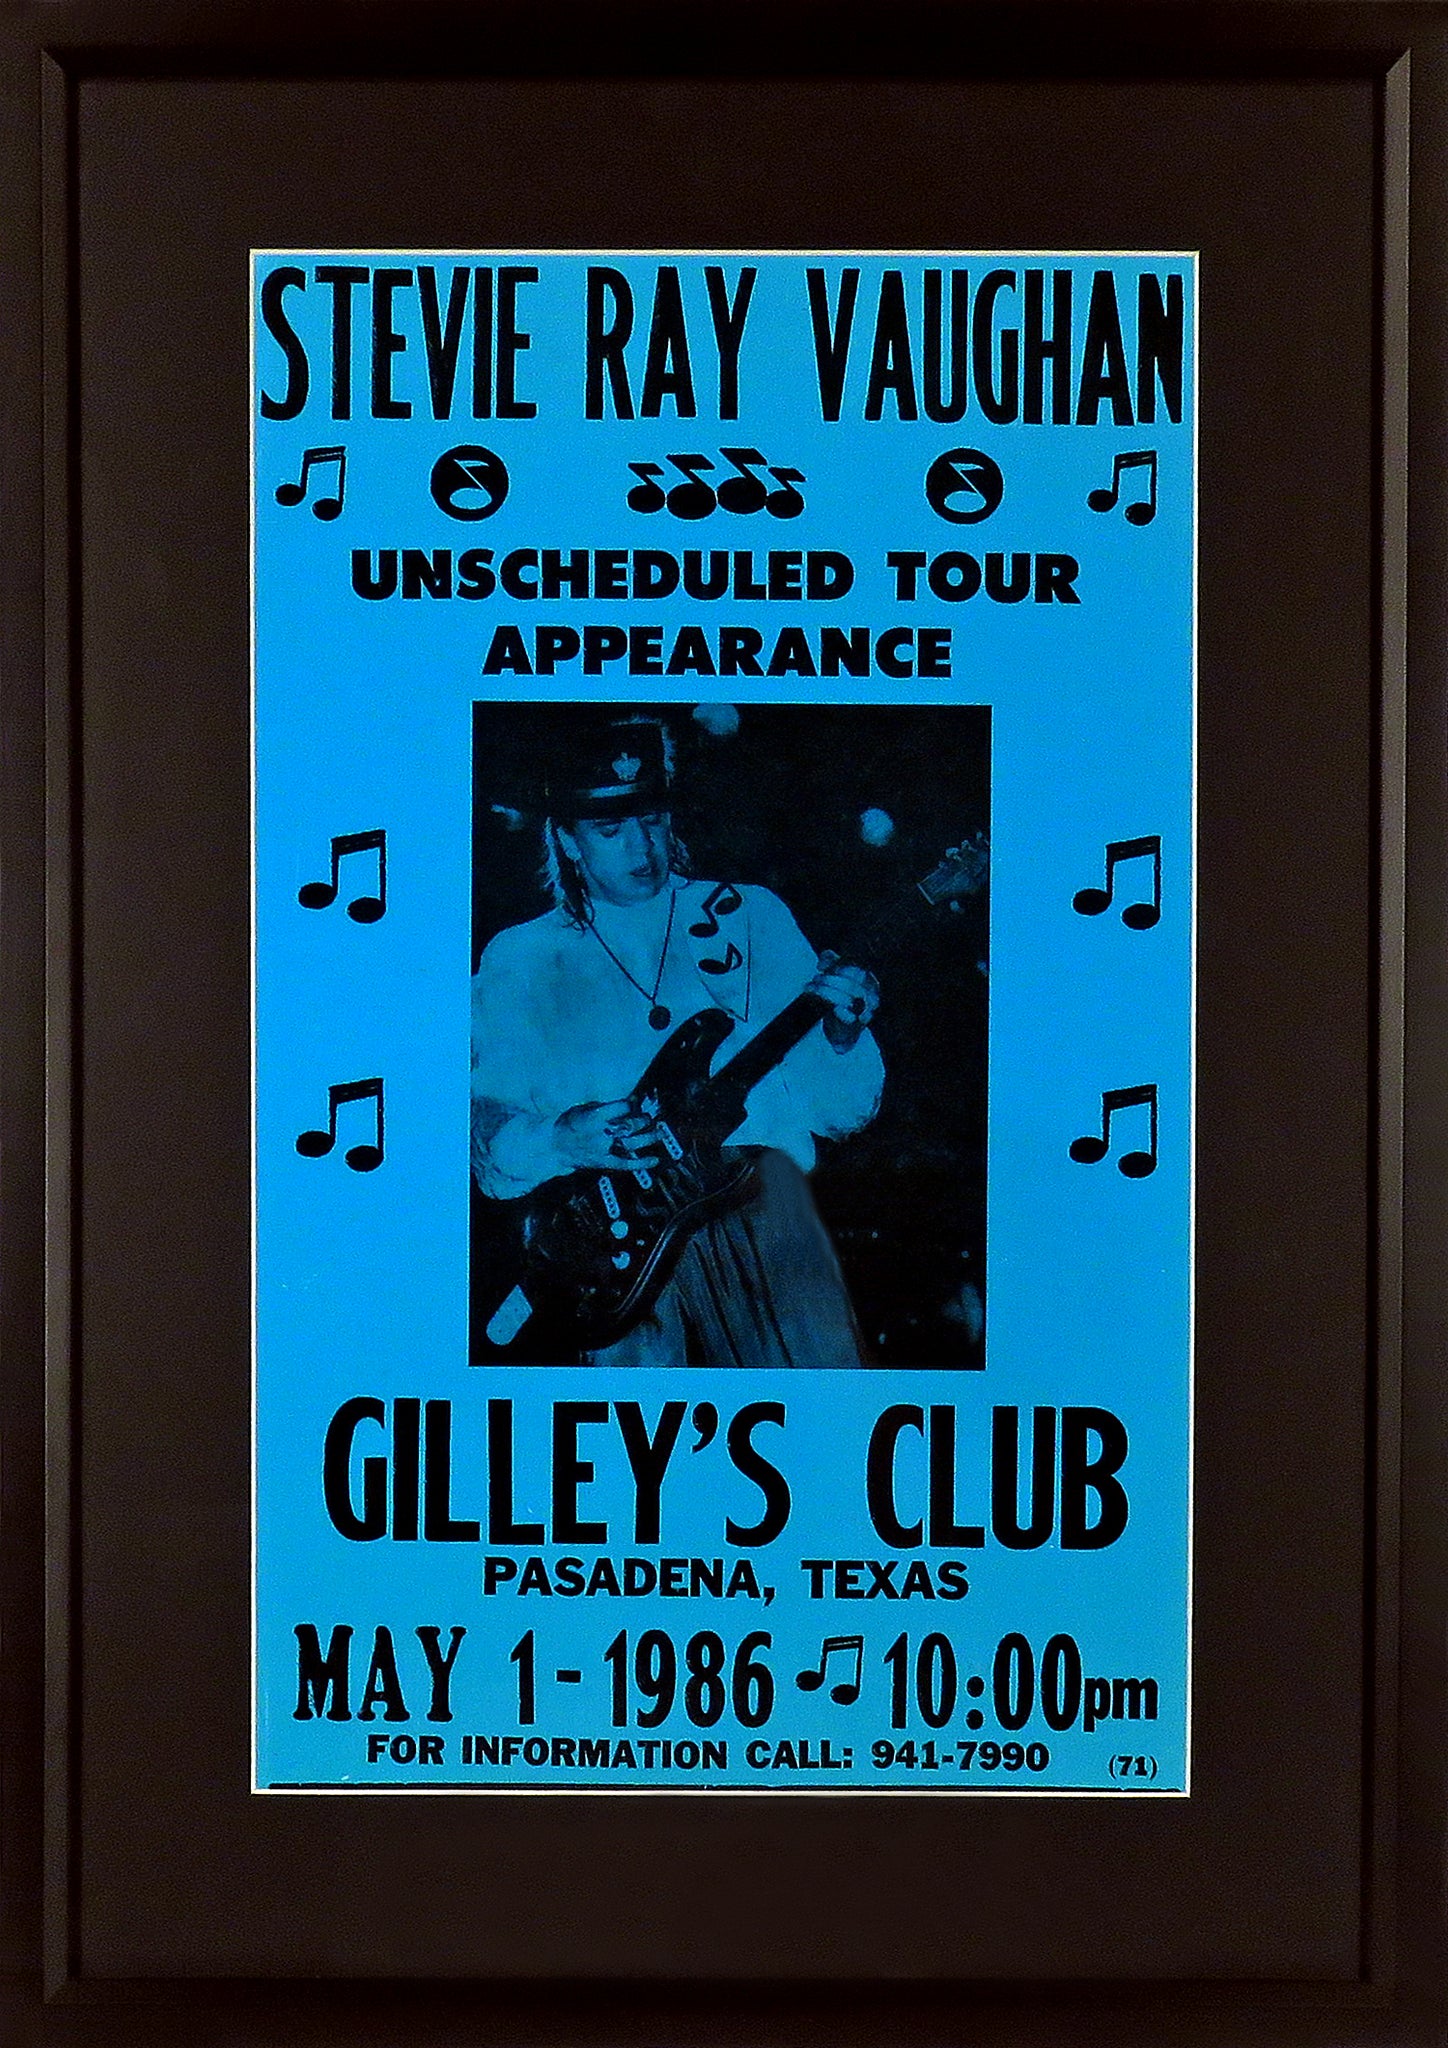 STEVIE RAY VAUGHAN
UNSCHEDULED TOUR
APPEARANCE
GILLEY'S CLUB
PASADENA, TEXAS
MAY 1 - 1986 10:00pm
FOR INFORMATION CALL: 941-7990 (71)